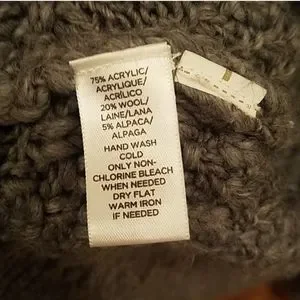 75% ACRYLIC/
ACRYLIQUE/
ACRÍLICO
20% WOOL/
LAINE/LANA
5% ALPACA/
ALPAGA
HAND WASH
COLD
ONLY NON-
CHLORINE BLEACH
WHEN NEEDED
DRY FLAT
WARM IRON
IF NEEDED